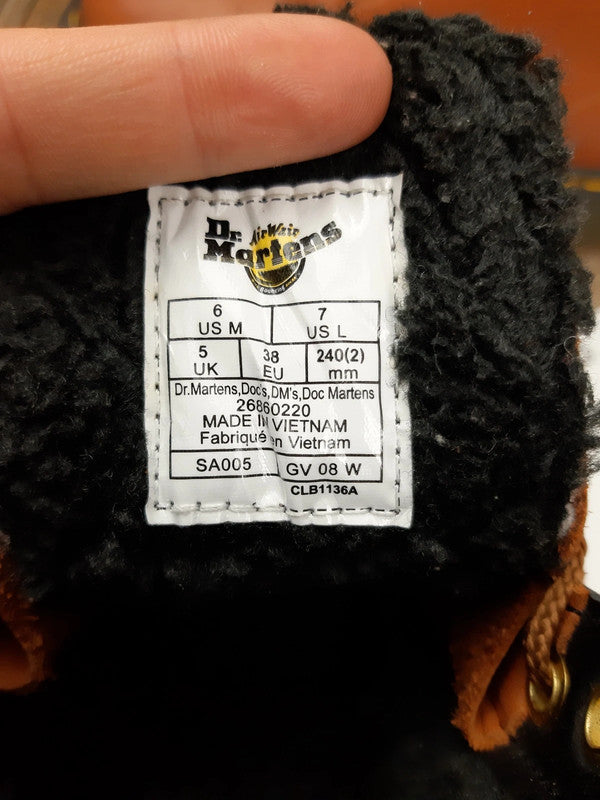 Dr. AirWair
Martens
6 7
US M US L
5 38 240(2)
UK EU mm
Dr.Martens,Doc's,DM's,Doc Martens
26860220
MADE IN VIETNAM
Fabriqué en Vietnam
SA005 GV 08 W
CLB1136A